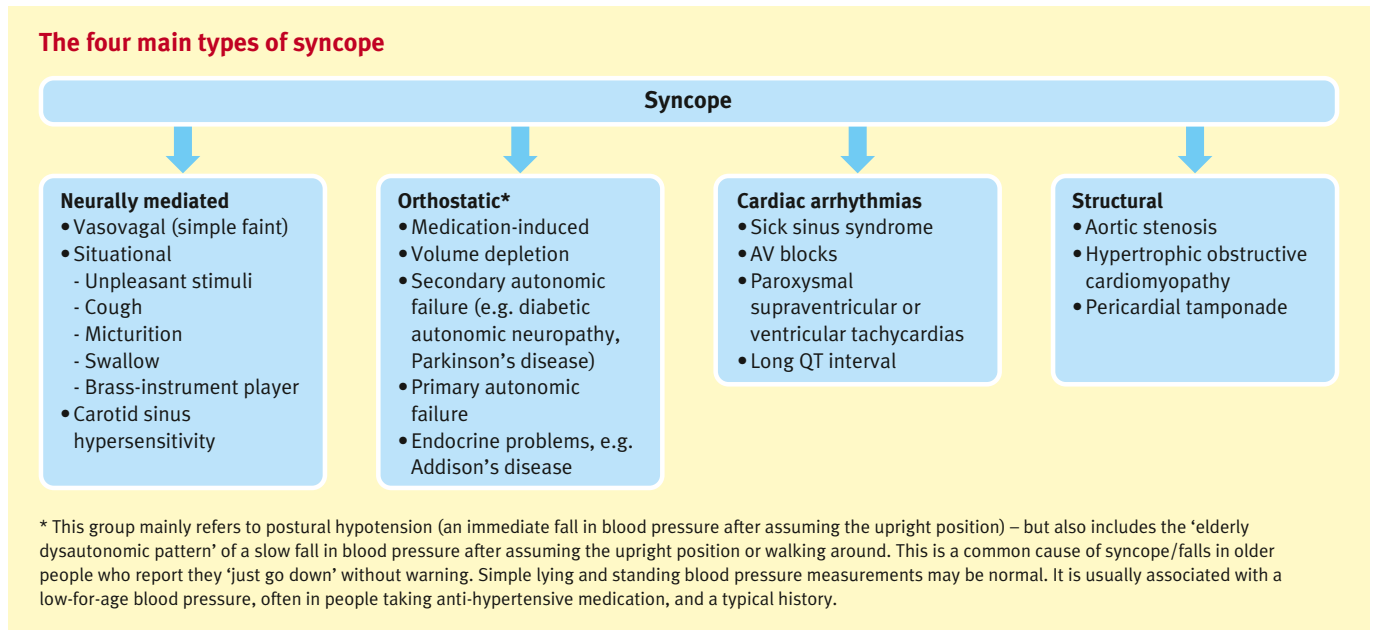 The four main types of syncope
Syncope
Neurally mediated
• Vasovagal (simple faint)
• Situational
- Unpleasant stimuli
- Cough
- Micturition
- Swallow
- Brass-instrument player
• Carotid sinus
hypersensitivity
Orthostatic*
• Medication-induced
• Volume depletion
• Secondary autonomic
failure (e.g. diabetic
autonomic neuropathy,
Parkinson’s disease)
• Primary autonomic
failure
• Endocrine problems, e.g.
Addison’s disease
Cardiac arrhythmias
• Sick sinus syndrome
• AV blocks
• Paroxysmal
supraventricular or
ventricular tachycardias
• Long QT interval
Structural
• Aortic stenosis
• Hypertrophic obstructive
cardiomyopathy
• Pericardial tamponade
* This group mainly refers to postural hypotension (an immediate fall in blood pressure after assuming the upright position) – but also includes the ‘elderly
dysautonomic pattern’ of a slow fall in blood pressure after assuming the upright position or walking around. This is a common cause of syncope/falls in older
people who report they ‘just go down’ without warning. Simple lying and standing blood pressure measurements may be normal. It is usually associated with a
low-for-age blood pressure, often in people taking anti-hypertensive medication, and a typical history.